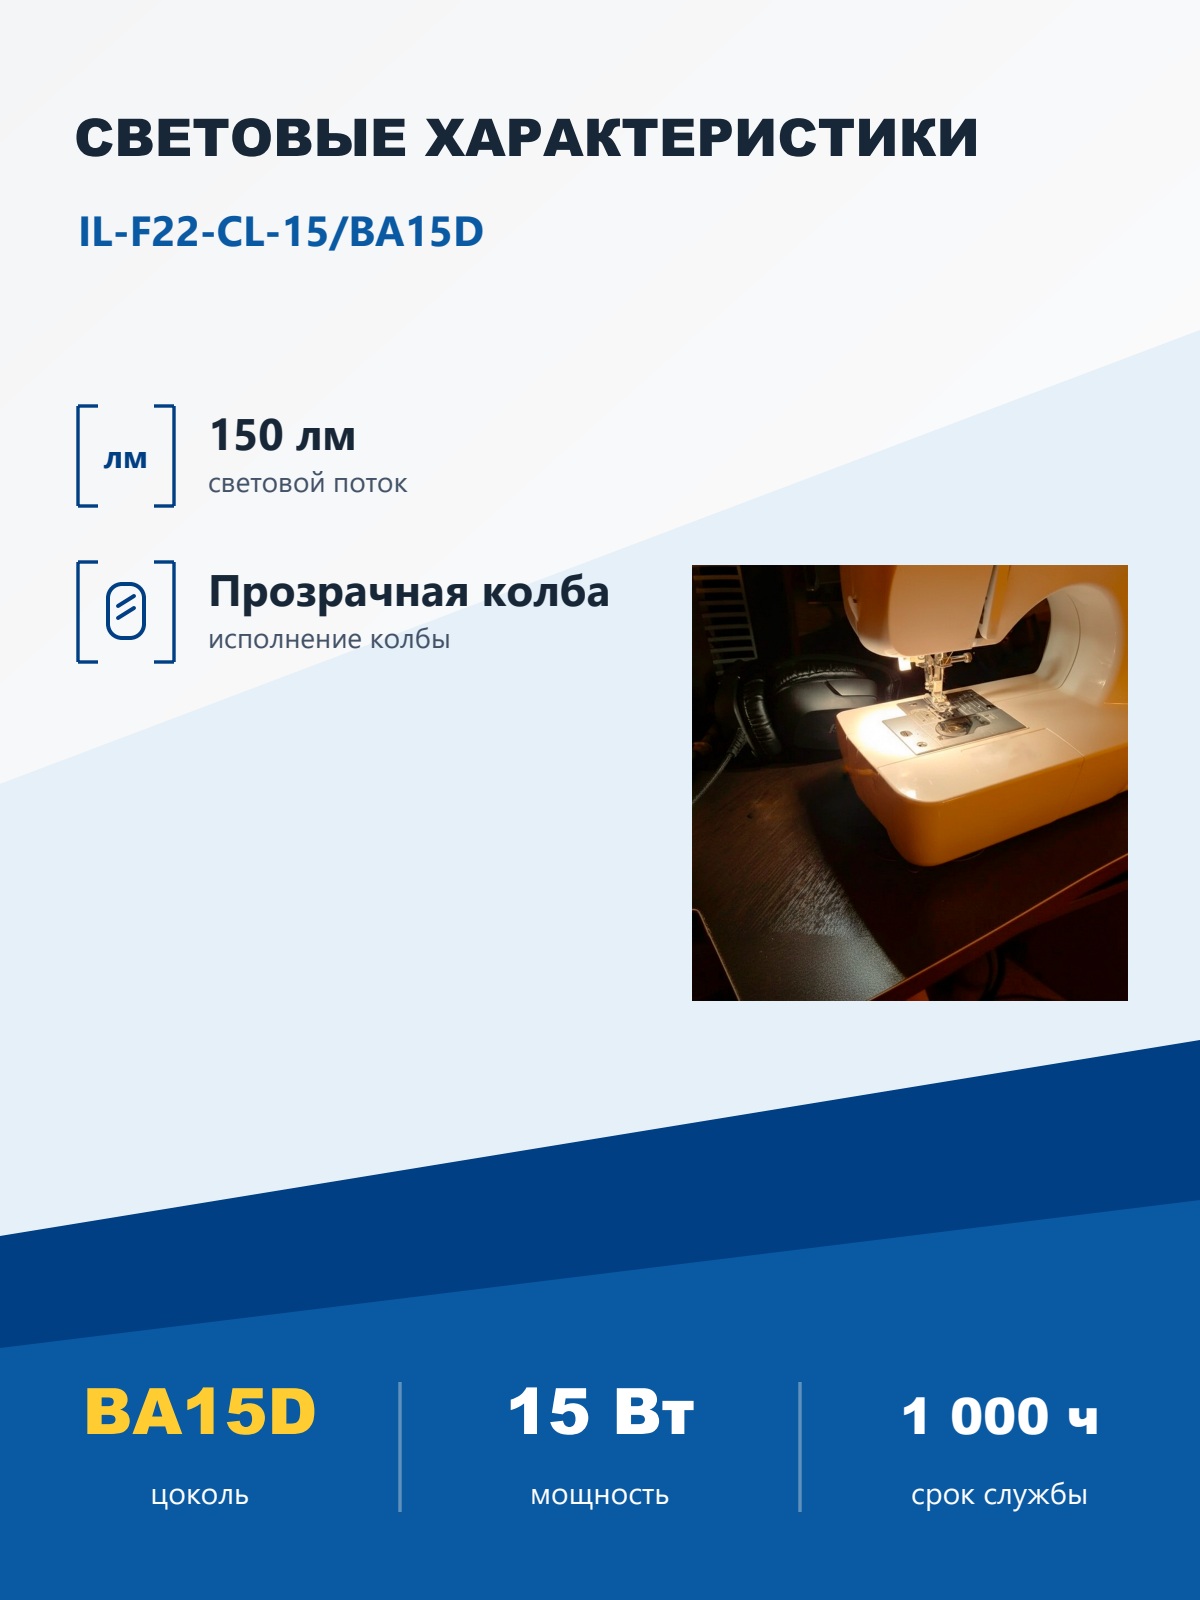 СВЕТОВЫЕ ХАРАКТЕРИСТИКИ
IL-F22-CL-15/BA15D
лм
150 лм
световой поток
Прозрачная колба
исполнение колбы
BA15D
цоколь
15 Вт
мощность
1 000 ч
срок службы